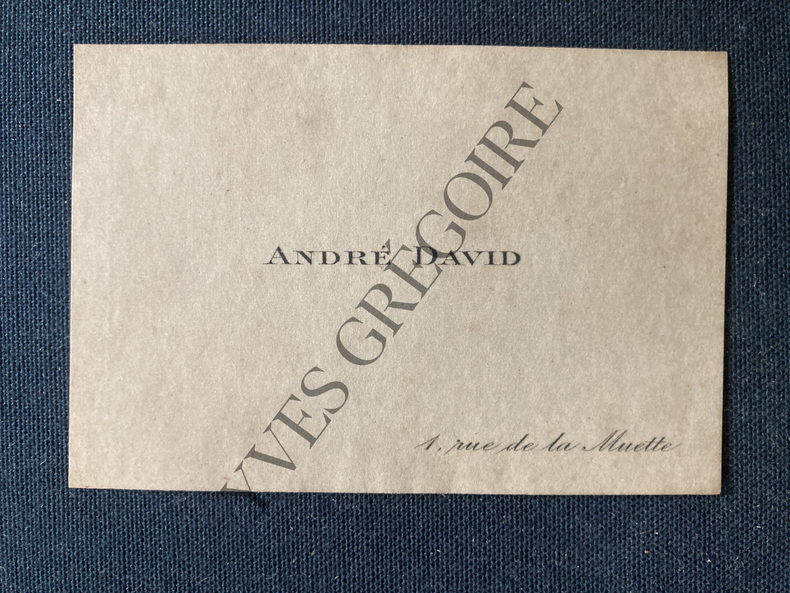 ANDRÉ DAVID
1, rue de la Muette
YVES GRÉGOIRE